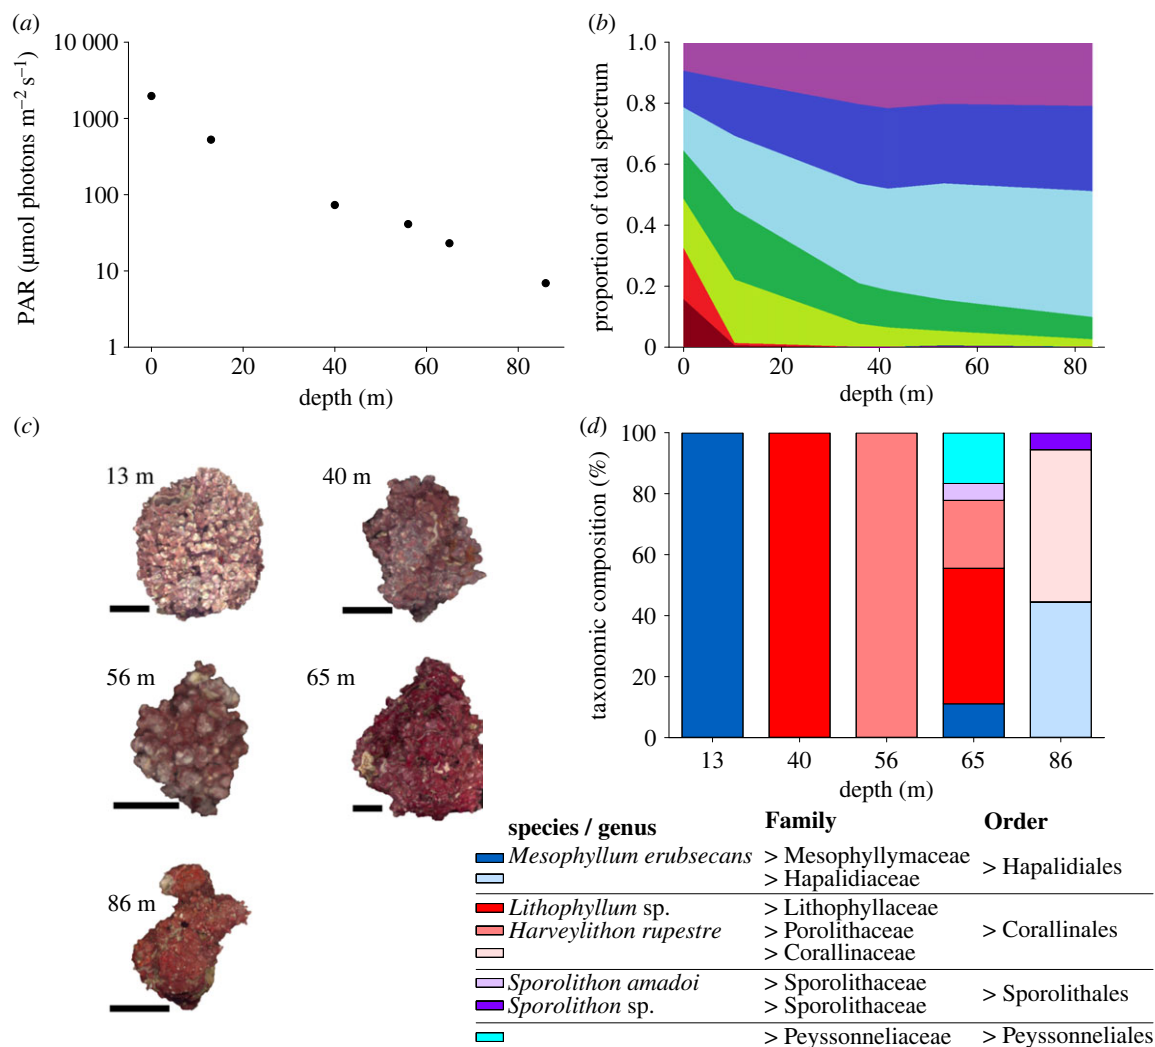 (a)
10 000
1000
100
10
1
PAR (µmol photons m−2 s−1)
0 20 40 60 80
depth (m)
(b)
1.0
0.8
0.6
0.4
0.2
0
proportion of total spectrum
0 20 40 60 80
depth (m)
(c)
13 m
40 m
56 m
65 m
86 m
(d)
100
80
60
40
20
0
taxonomic composition (%)
13 40 56 65 86
depth (m)
species / genus Family Order
Mesophyllum erubsecans > Mesophyllymaceae
> Hapalidiaceae
> Hapalidiales
Lithophyllum sp. > Lithophyllaceae
Harveylithon rupestre > Porolithaceae > Corallinales
> Corallinaceae
Sporolithon amadoi > Sporolithaceae
Sporolithon sp. > Sporolithaceae
> Sporolithales
> Peyssonneliaceae > Peyssonneliales